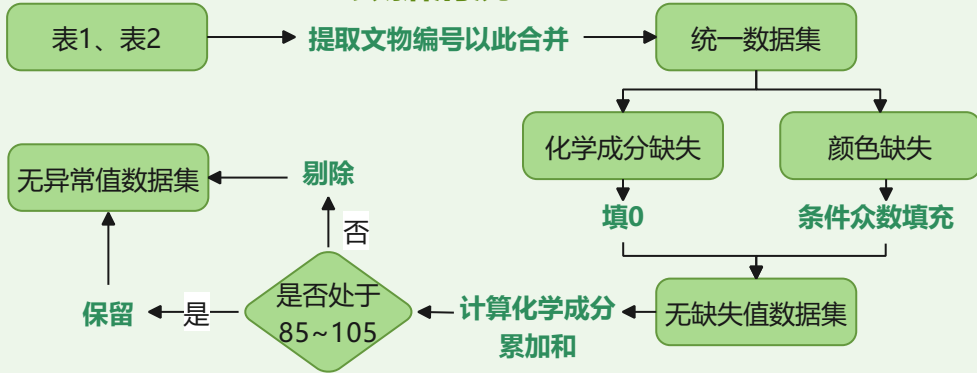 表1、表2
提取文物编号以此合并
统一数据集
化学成分缺失
颜色缺失
填0
条件众数填充
无缺失值数据集
计算化学成分
累加和
是否处于
85~105
否
剔除
是
保留
无异常值数据集